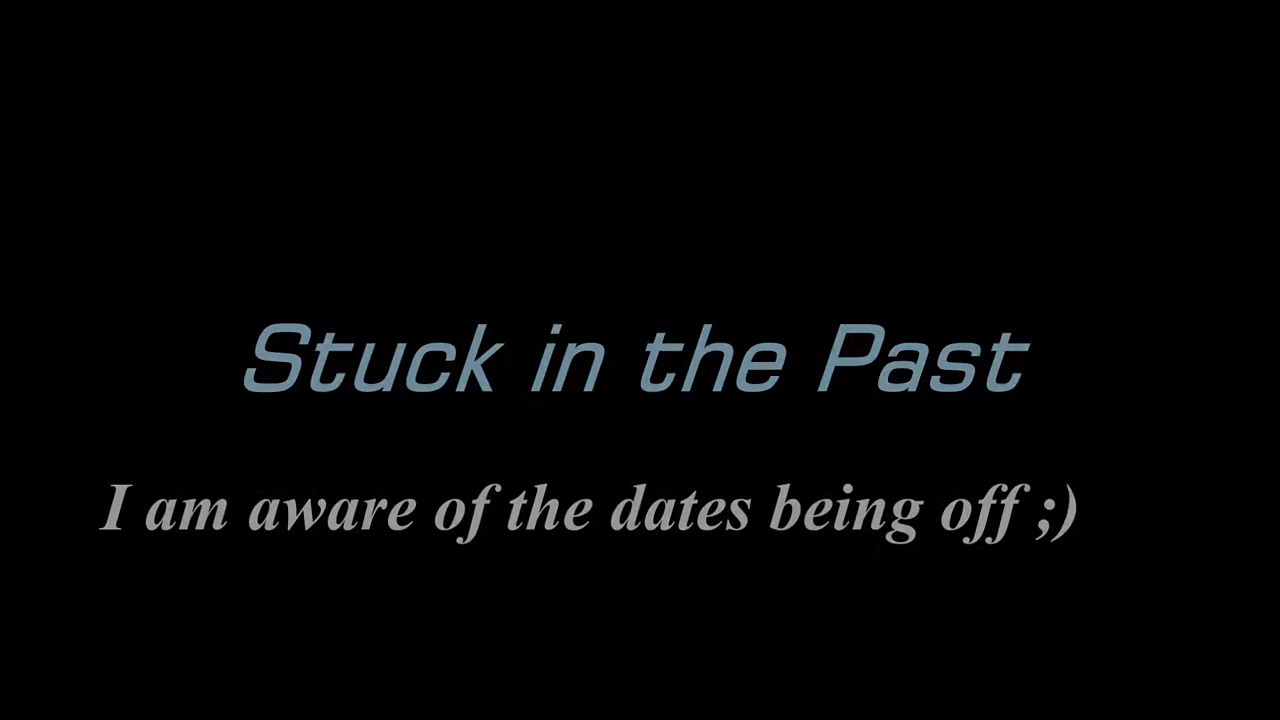 Stuck in the Past
I am aware of the dates being off ;)